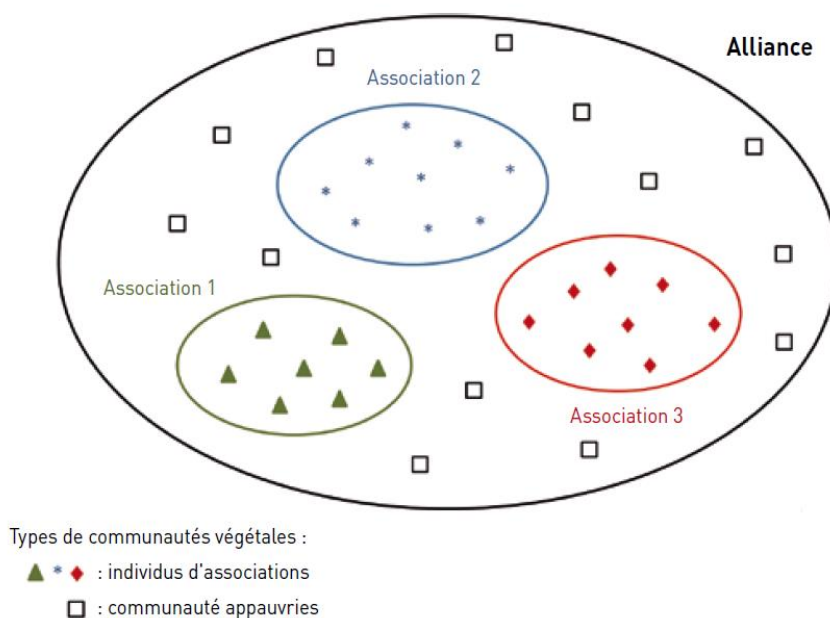 Alliance
Association 2
Association 1
Association 3
Types de communautés végétales :
: individus d'associations
: communauté appauvries